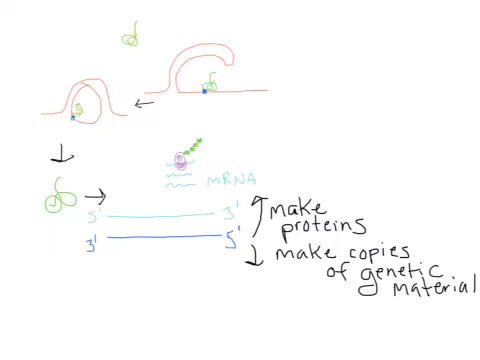 mRNA
5' 3'
3' 5'
make
proteins
make copies
of genetic
material